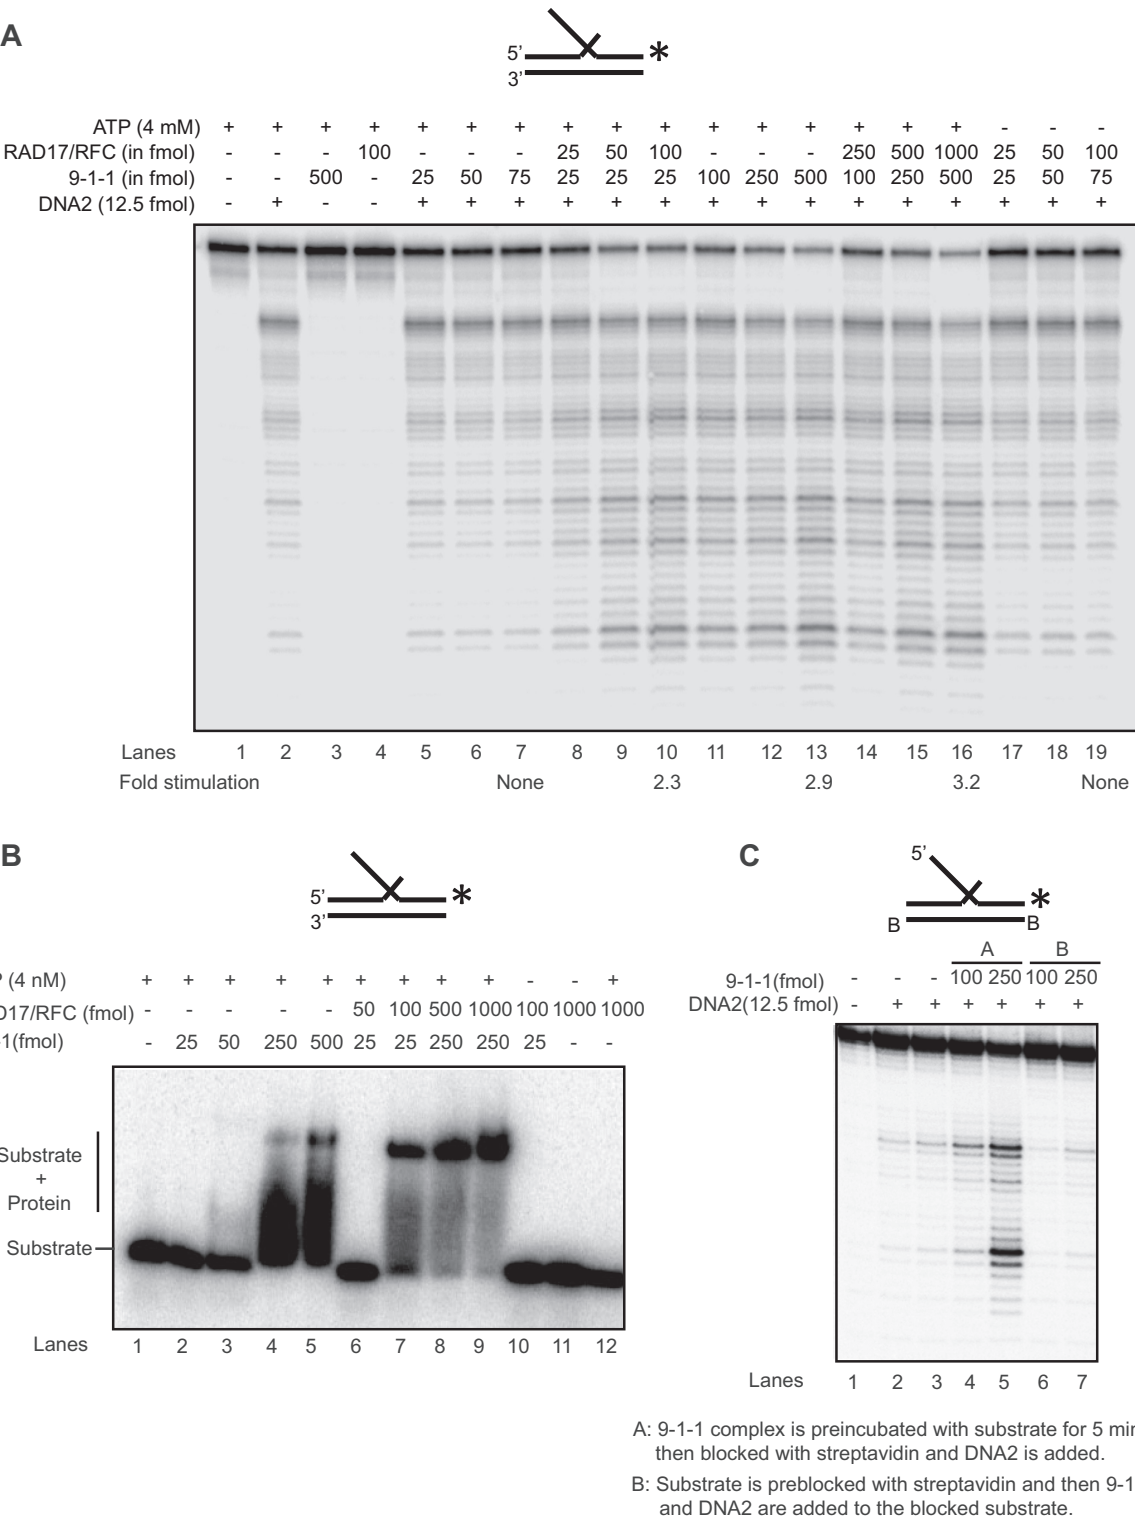 A
5'
*
3'
ATP (4 mM) + + + + + + + + + + + + + + + + - - -
RAD17/RFC (in fmol) - - - 100 - - - 25 50 100 - - - 250 500 1000 25 50 100
9-1-1 (in fmol) - - 500 - 25 50 75 25 25 25 100 250 500 100 250 500 25 50 75
DNA2 (12.5 fmol) - + - - + + + + + + + + + + + + + + +
Lanes 1 2 3 4 5 6 7 8 9 10 11 12 13 14 15 16 17 18 19
Fold stimulation None 2.3 2.9 3.2 None
B
5'
*
3'
(4 nM) + + + + + + + + + - - +
D17/RFC (fmol) - - - - - 50 100 500 1000 100 1000 1000
1(fmol) - 25 50 250 500 25 25 250 250 25 - -
Substrate
+
Protein
Substrate
Lanes 1 2 3 4 5 6 7 8 9 10 11 12
C
5'
*
B B
A B
9-1-1(fmol) - - - 100 250 100 250
DNA2(12.5 fmol) - + + + + + +
Lanes 1 2 3 4 5 6 7
A: 9-1-1 complex is preincubated with substrate for 5 min
then blocked with streptavidin and DNA2 is added.
B: Substrate is preblocked with streptavidin and then 9-1
and DNA2 are added to the blocked substrate.